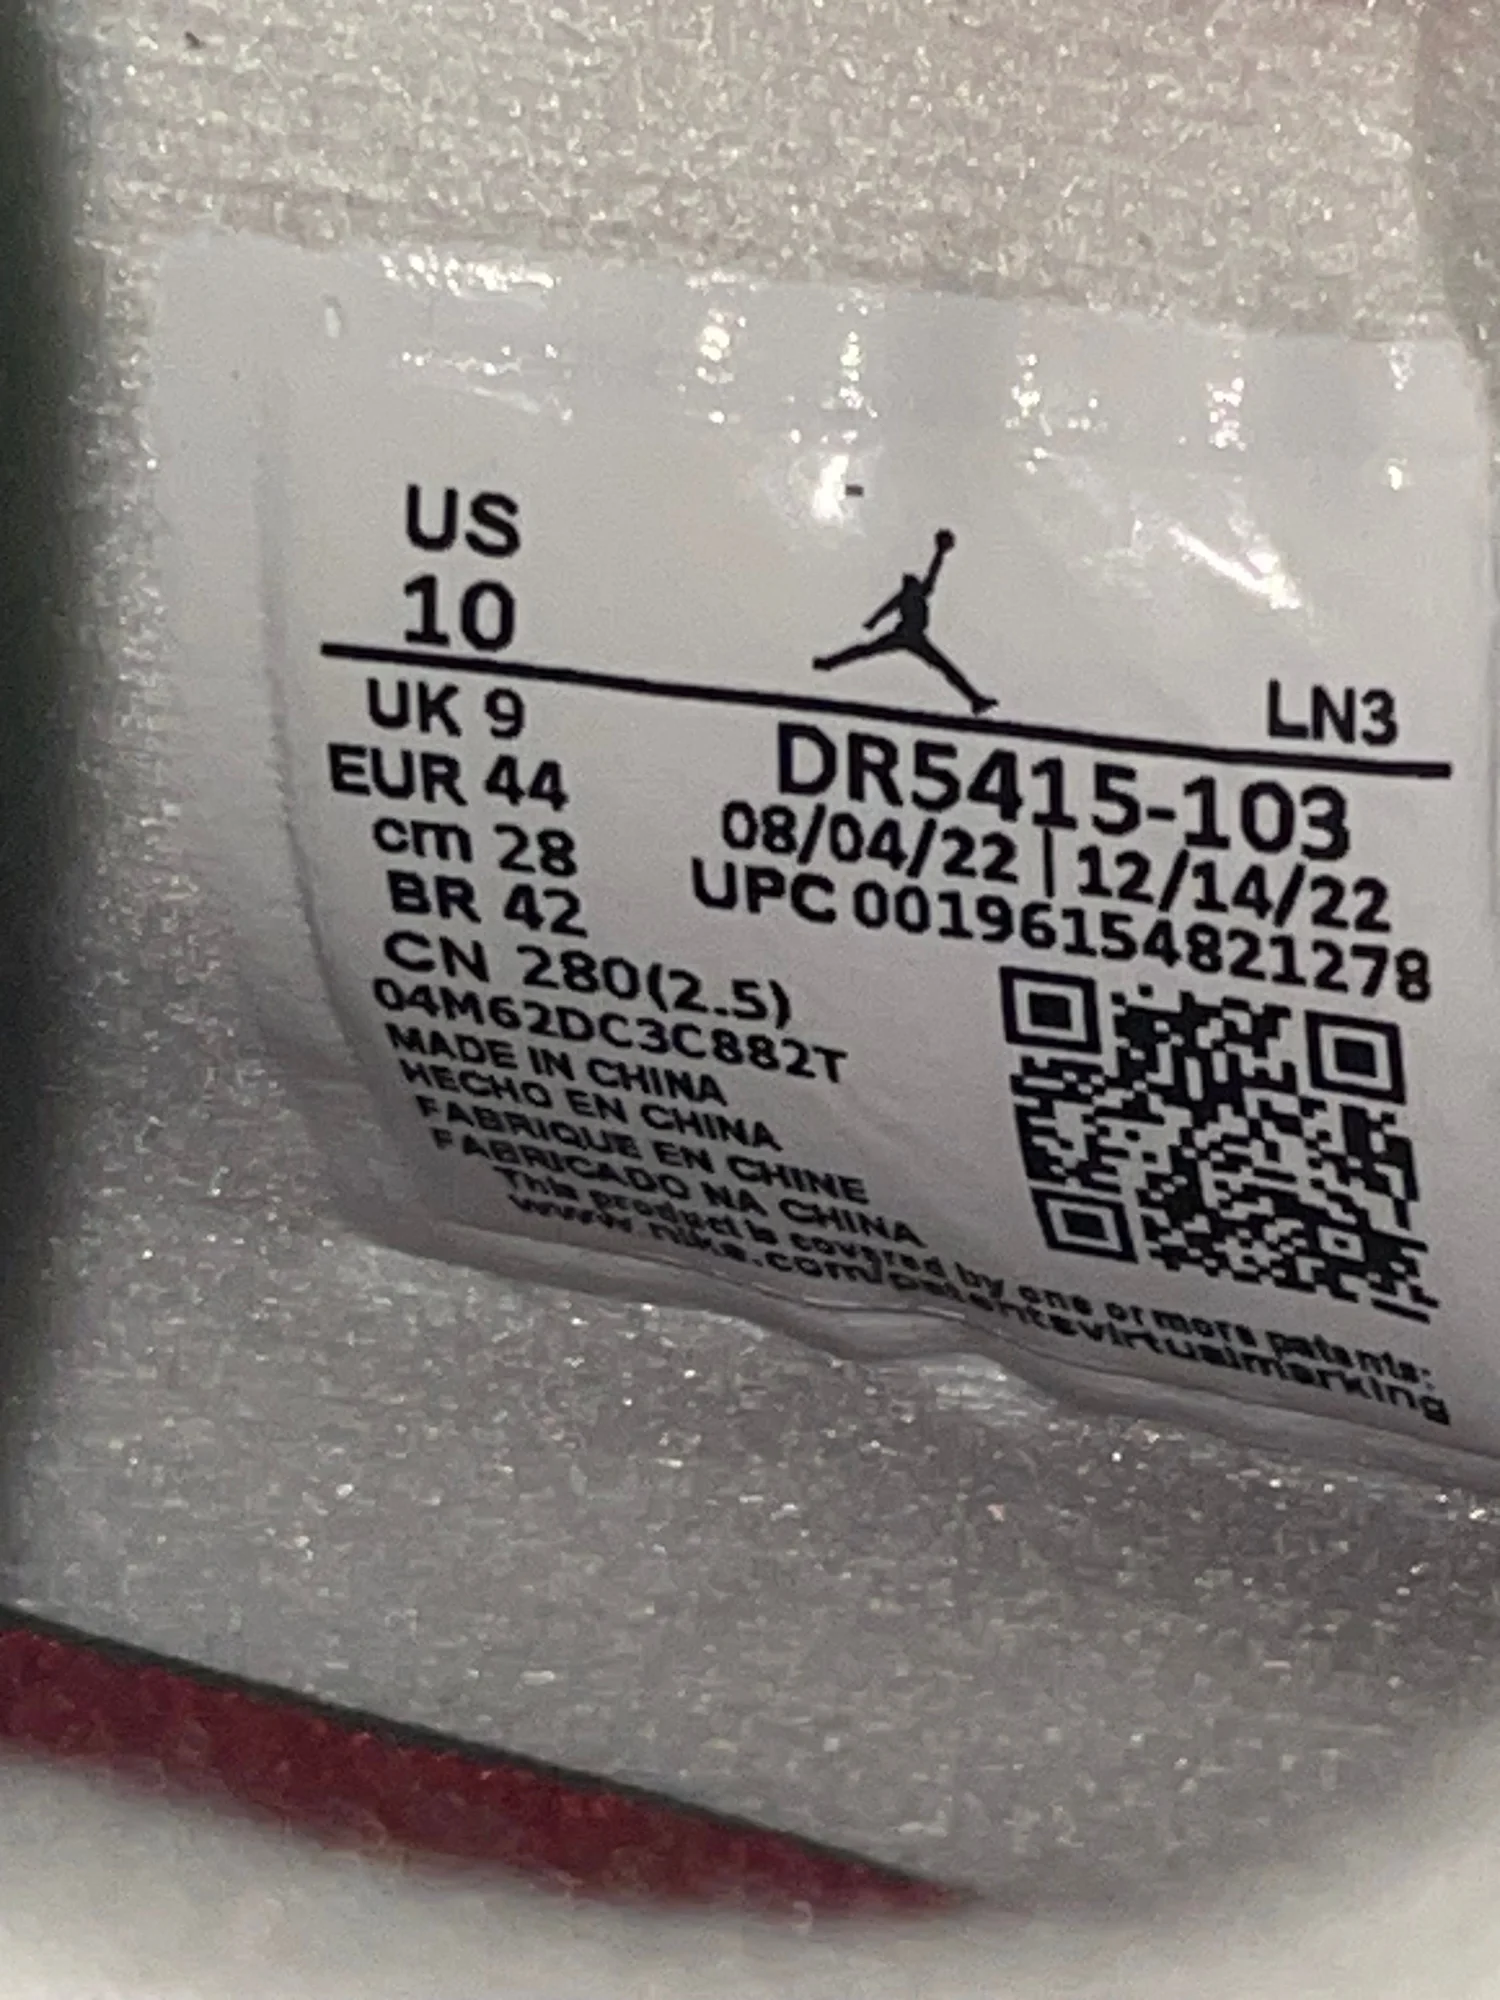 US
10
LN3
UK 9
EUR 44
cm 28
BR 42
CN 280(2.5)
04M62DC3C882T
MADE IN CHINA
HECHO EN CHINA
FABRIQUE EN CHINE
FABRICADO NA CHINA
DR5415-103
08/04/22 | 12/14/22
UPC 00196154821278
This product is covered by one or more patents:
www.nike.com/patentsvirtualmarking